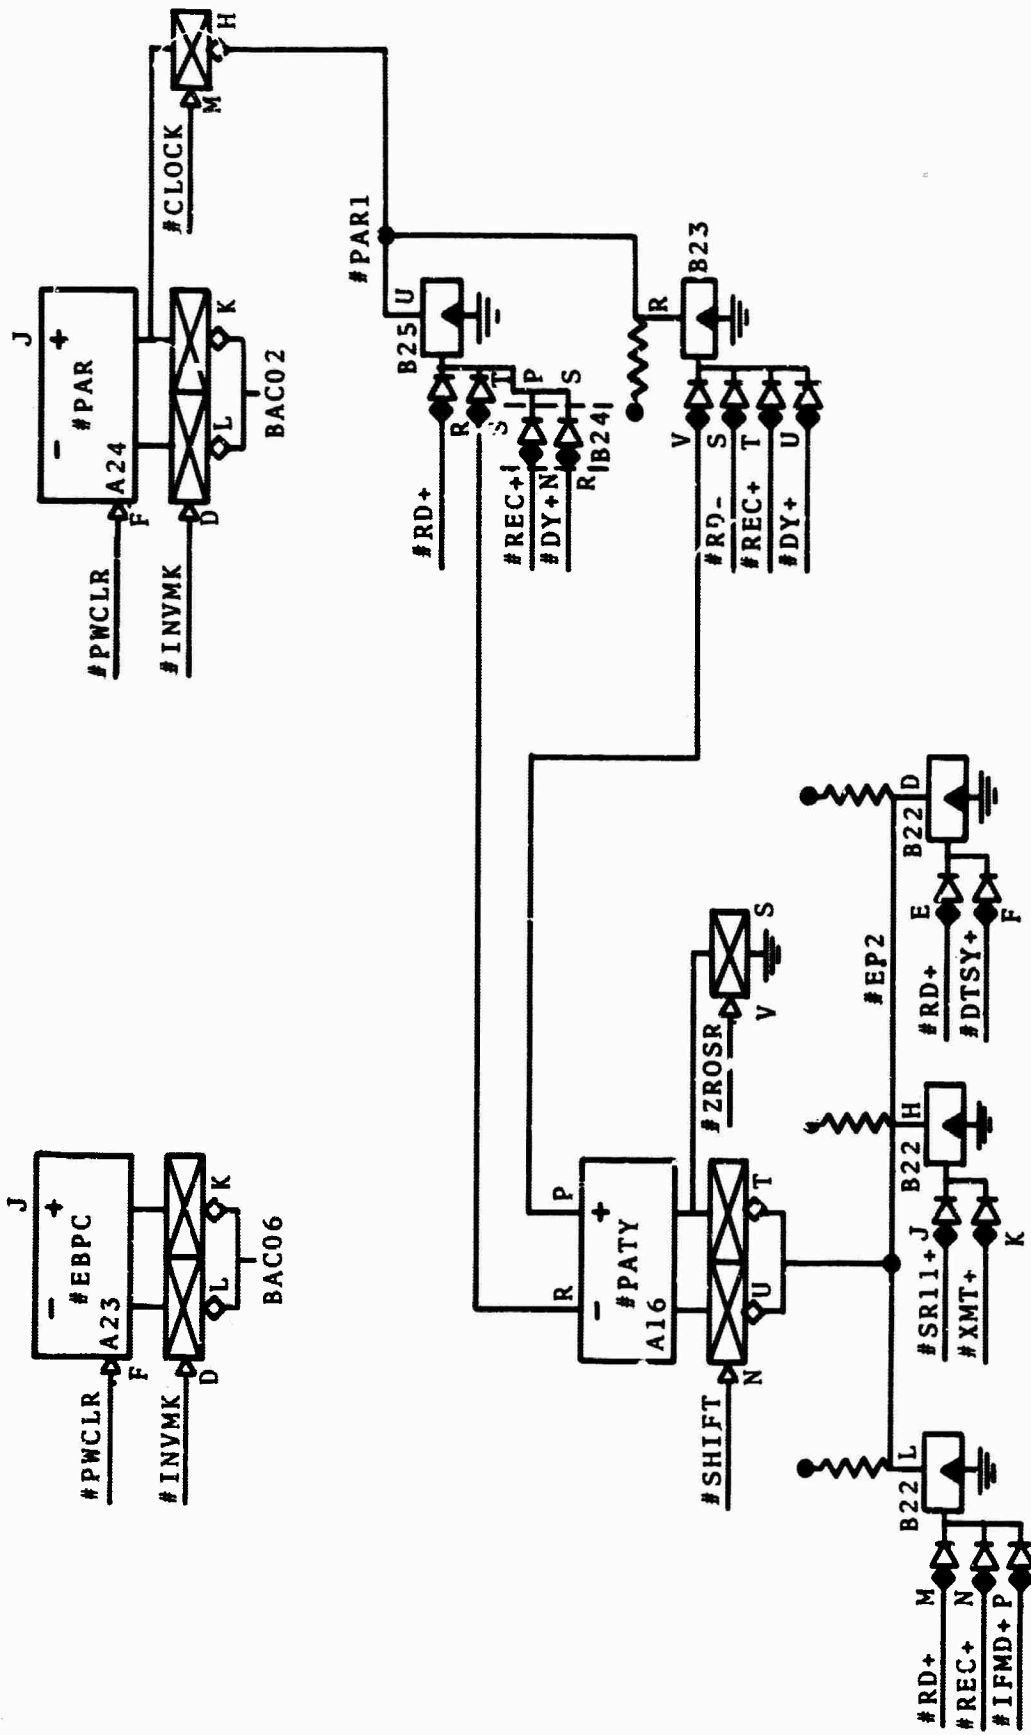 J
- +
#EBPC
A23
#PWCLR
F
#INVMK
D
L K
BAC06
J
- +
#PAR
A24
#PWCLR
F
#INVMK
D
L K
BAC02
#CLOCK
M
H
#PAR1
B25 U
#RD+
R
T
S
#REC+
P
#DY+ N
S
R
B24
R
B23
V
#RD- S
#REC+ T
#DY+ U
R P
- +
#PATY
A16
#SHIFT
N
U T
#ZROSR
V
S
#EP2
B22 L
#RD+ M
#REC+ N
#IFMD+ P
B22 H
#SR11+ J
#XMT+ K
B22 D
#RD+ E
#DTSY+ F